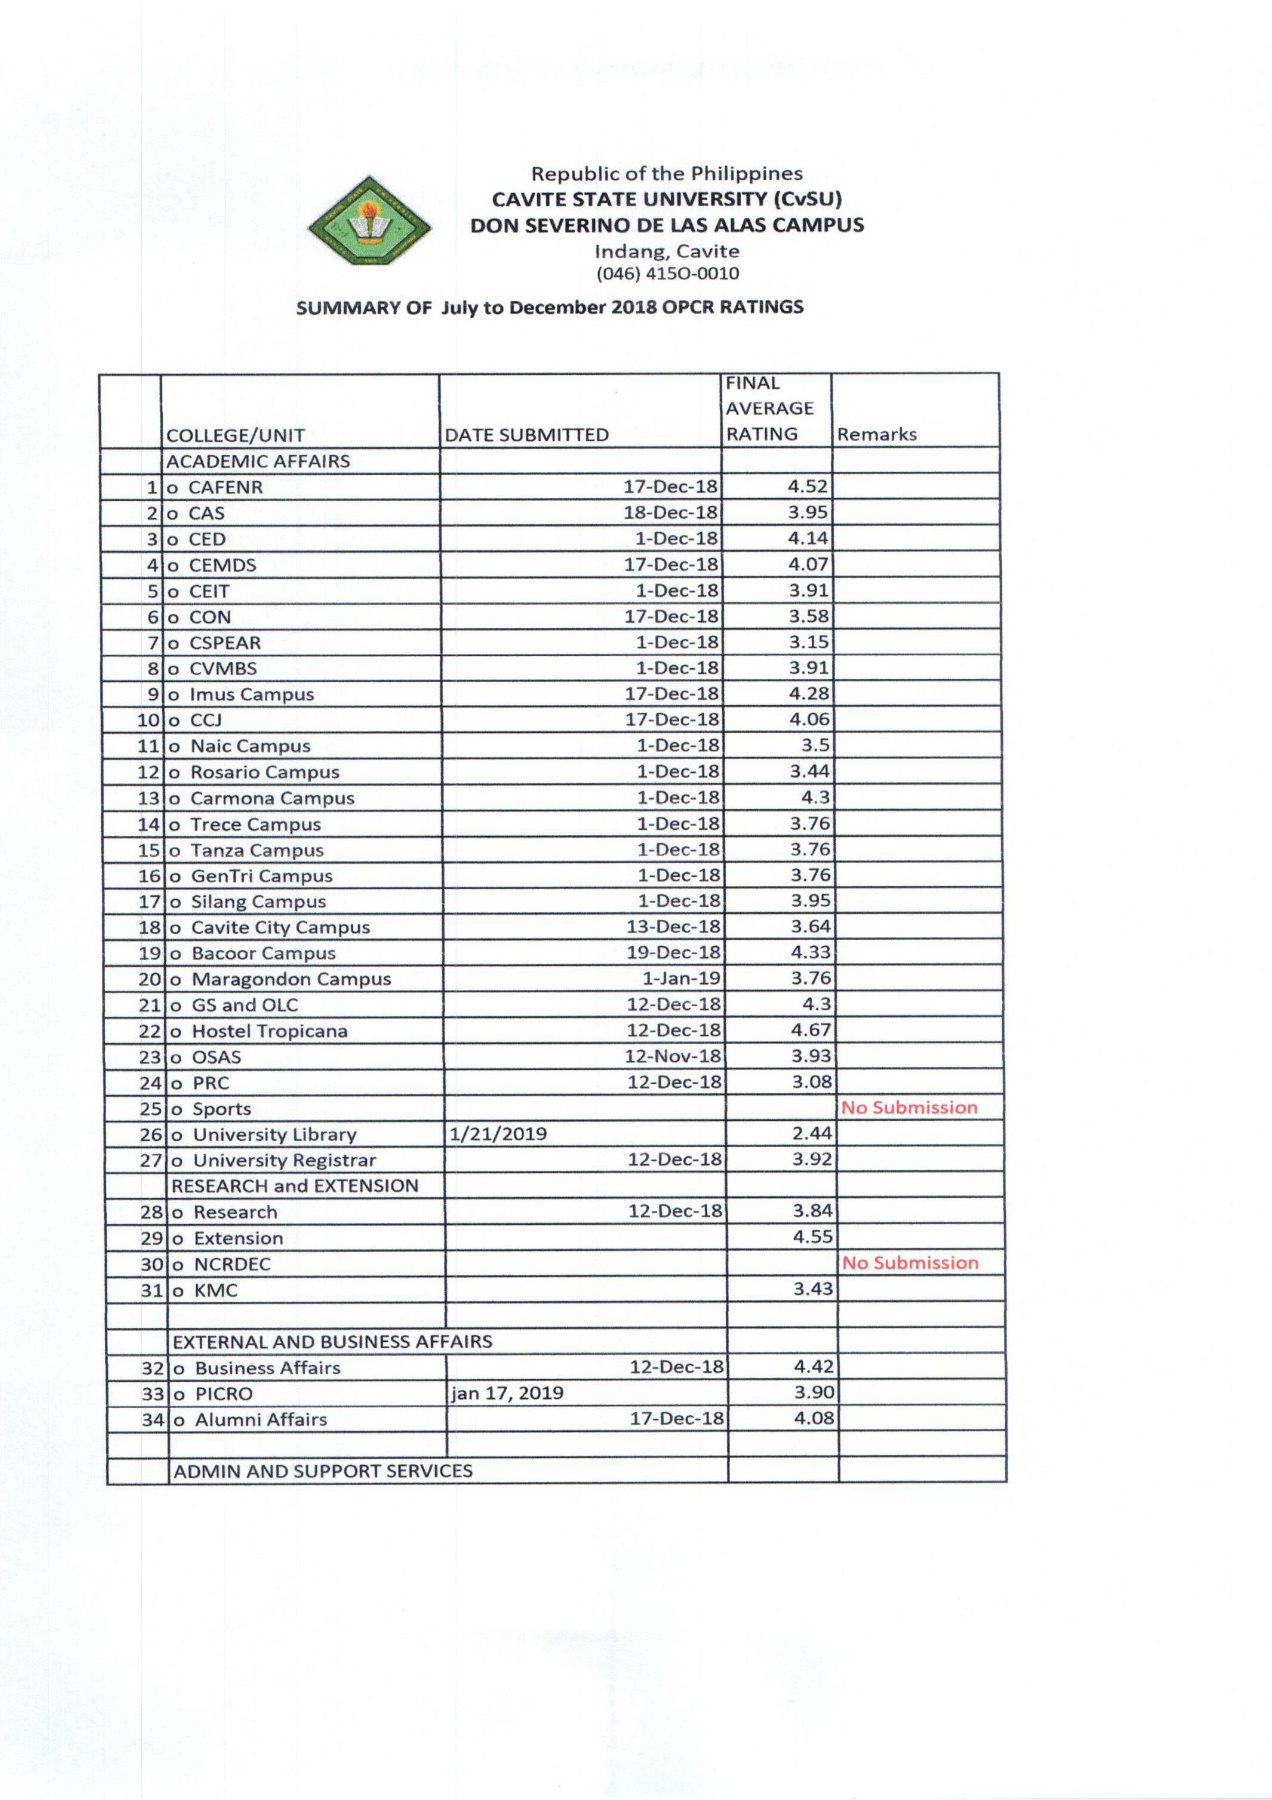 Republic of the Philippines
CAVITE STATE UNIVERSITY (CvSU)
DON SEVERINO DE LAS ALAS CAMPUS
Indang, Cavite
(046) 415O-0010
SUMMARY OF July to December 2018 OPCR RATINGS
COLLEGE/UNIT DATE SUBMITTED FINAL AVERAGE RATING Remarks
ACADEMIC AFFAIRS
1 o CAFENR 17-Dec-18 4.52
2 o CAS 18-Dec-18 3.95
3 o CED 1-Dec-18 4.14
4 o CEMDS 17-Dec-18 4.07
5 o CEIT 1-Dec-18 3.91
6 o CON 17-Dec-18 3.58
7 o CSPEAR 1-Dec-18 3.15
8 o CVMBS 1-Dec-18 3.91
9 o Imus Campus 17-Dec-18 4.28
10 o CCJ 17-Dec-18 4.06
11 o Naic Campus 1-Dec-18 3.5
12 o Rosario Campus 1-Dec-18 3.44
13 o Carmona Campus 1-Dec-18 4.3
14 o Trece Campus 1-Dec-18 3.76
15 o Tanza Campus 1-Dec-18 3.76
16 o GenTri Campus 1-Dec-18 3.76
17 o Silang Campus 1-Dec-18 3.95
18 o Cavite City Campus 13-Dec-18 3.64
19 o Bacoor Campus 19-Dec-18 4.33
20 o Maragondon Campus 1-Jan-19 3.76
21 o GS and OLC 12-Dec-18 4.3
22 o Hostel Tropicana 12-Dec-18 4.67
23 o OSAS 12-Nov-18 3.93
24 o PRC 12-Dec-18 3.08
25 o Sports No Submission
26 o University Library 1/21/2019 2.44
27 o University Registrar 12-Dec-18 3.92
RESEARCH and EXTENSION
28 o Research 12-Dec-18 3.84
29 o Extension 4.55
30 o NCRDEC No Submission
31 o KMC 3.43
EXTERNAL AND BUSINESS AFFAIRS
32 o Business Affairs 12-Dec-18 4.42
33 o PICRO jan 17, 2019 3.90
34 o Alumni Affairs 17-Dec-18 4.08
ADMIN AND SUPPORT SERVICES